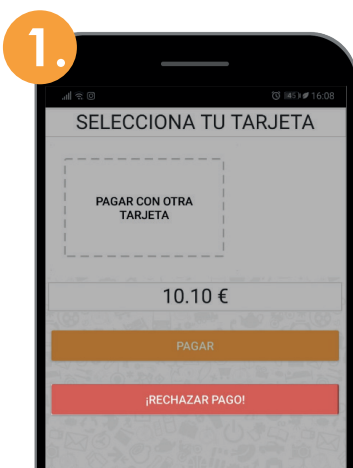 1.
16:08
SELECCIONA TU TARJETA
PAGAR CON OTRA
TARJETA
10.10 €
PAGAR
¡RECHAZAR PAGO!